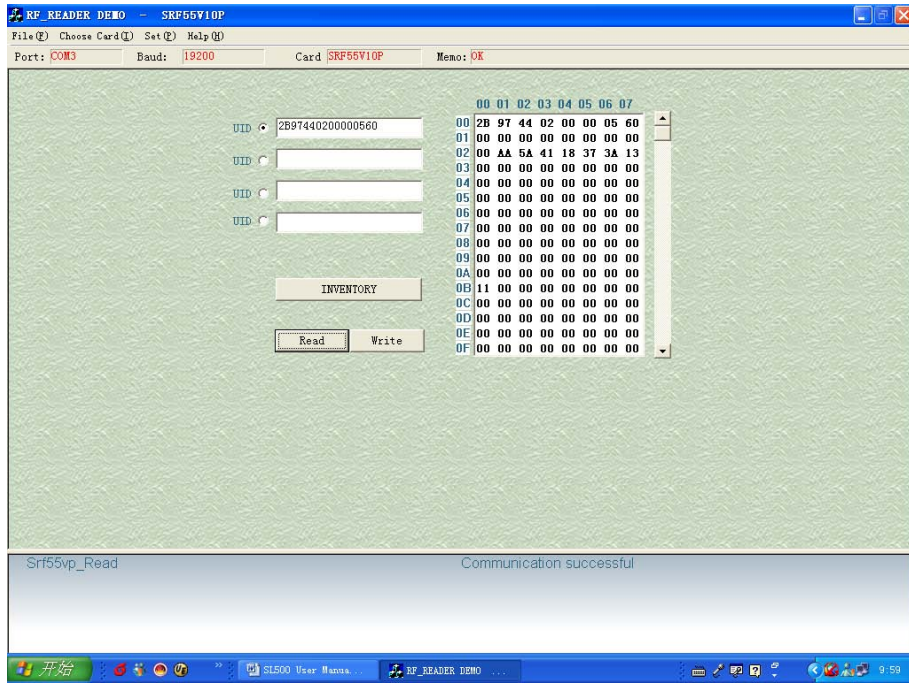 RF_READER DEMO - SRF55V10P
File(F) Choose Card(I) Set(P) Help(H)
Port: COM3 Baud: 19200 Card SRF55V10P Memo: OK
00 01 02 03 04 05 06 07
UID 2B97440200000560
UID
UID
UID
00 2B 97 44 02 00 00 05 60
01 00 00 00 00 00 00 00 00
02 00 AA 5A 41 18 37 3A 13
03 00 00 00 00 00 00 00 00
04 00 00 00 00 00 00 00 00
05 00 00 00 00 00 00 00 00
06 00 00 00 00 00 00 00 00
07 00 00 00 00 00 00 00 00
08 00 00 00 00 00 00 00 00
09 00 00 00 00 00 00 00 00
0A 00 00 00 00 00 00 00 00
0B 11 00 00 00 00 00 00 00
0C 00 00 00 00 00 00 00 00
0D 00 00 00 00 00 00 00 00
0E 00 00 00 00 00 00 00 00
0F 00 00 00 00 00 00 00 00
INVENTORY
Read Write
Srf55vp_Read Communication successful
开始 SL500 User Manua... RF_READER DEMO ... 9:59